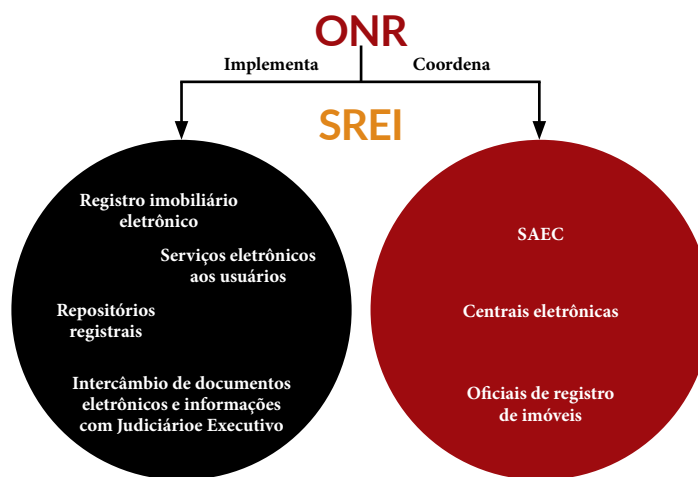 ONR
Implementa
Coordena
SREI
Registro imobiliário
eletrônico
Serviços eletrônicos
aos usuários
Repositórios
registrais
Intercâmbio de documentos
eletrônicos e informações
com Judiciárioe Executivo
SAEC
Centrais eletrônicas
Oficiais de registro
de imóveis